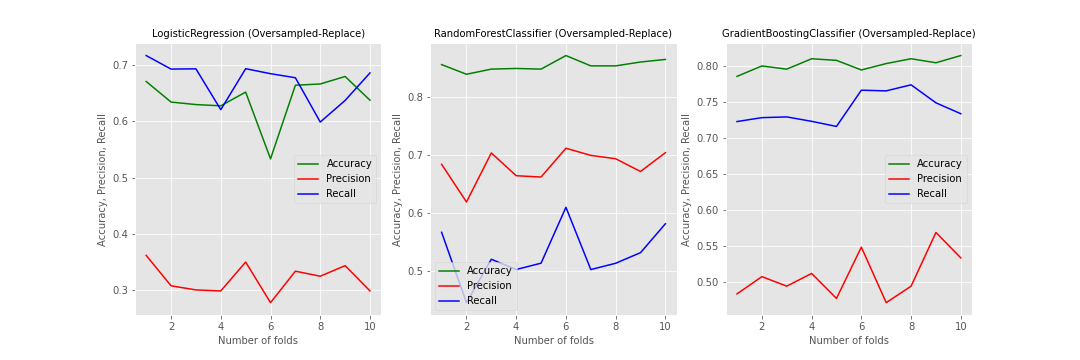 LogisticRegression (Oversampled-Replace)
Accuracy, Precision, Recall
0.7
0.6
0.5
0.4
0.3
Accuracy
Precision
Recall
2 4 6 8 10
Number of folds
RandomForestClassifier (Oversampled-Replace)
Accuracy, Precision, Recall
0.8
0.7
0.6
0.5
Accuracy
Precision
Recall
2 4 6 8 10
Number of folds
GradientBoostingClassifier (Oversampled-Replace)
Accuracy, Precision, Recall
0.80
0.75
0.70
0.65
0.60
0.55
0.50
Accuracy
Precision
Recall
2 4 6 8 10
Number of folds